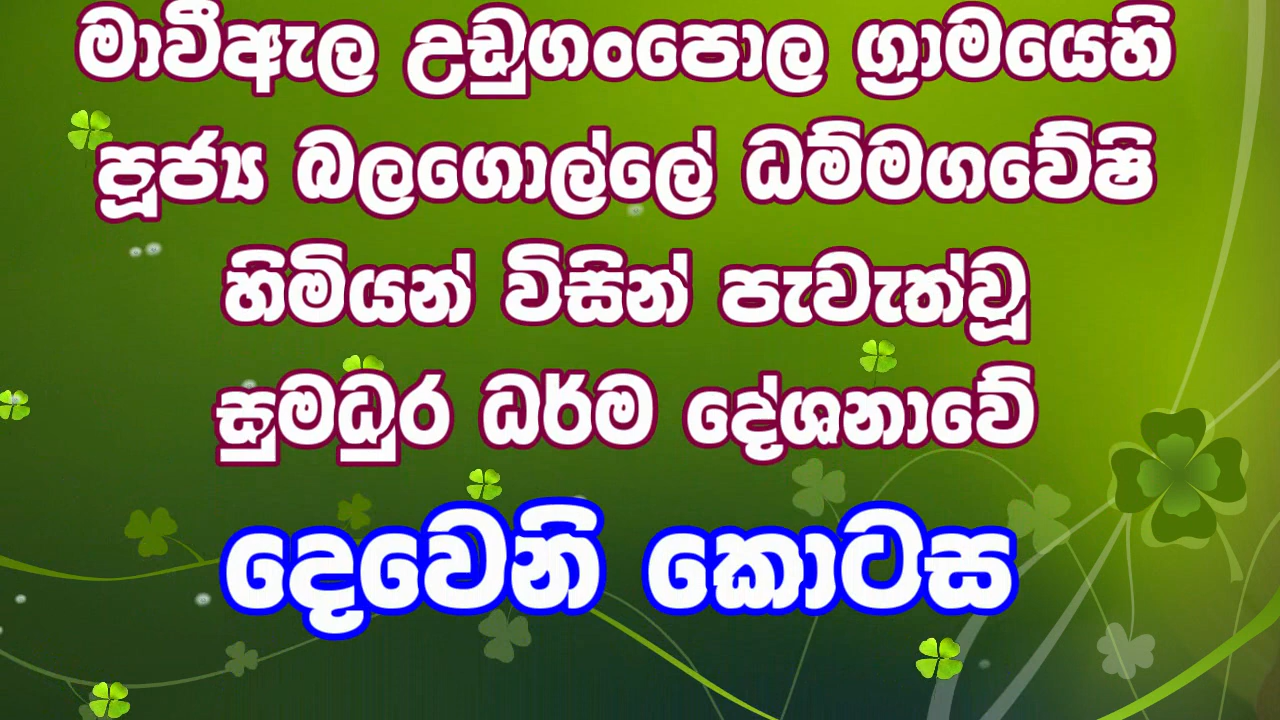 මාවීඇල උඩුගංපොල ග්‍රාමයෙහි
පූජ්‍ය බලගොල්ලේ ධම්මගවේෂි
හිමියන් විසින් පැවැත්වූ
සුමධුර ධර්ම දේශනාවේ
දෙවෙනි කොටස